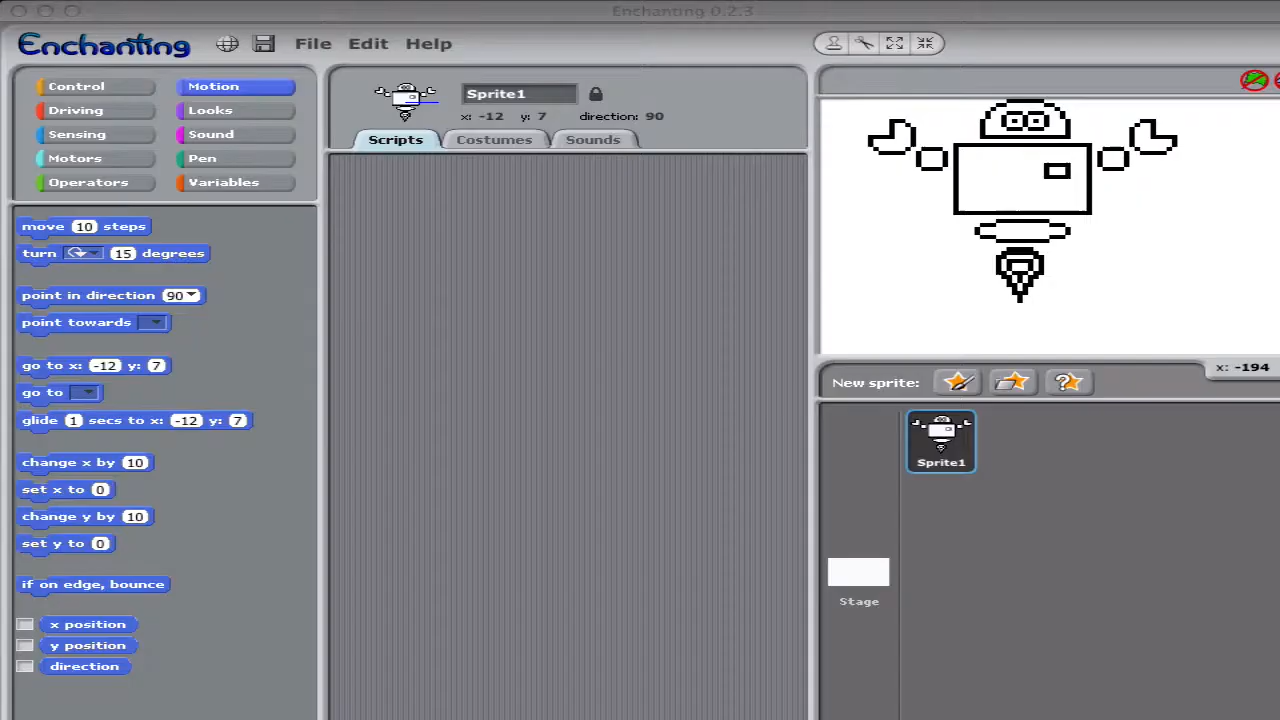 Enchanting 0.2.3
Enchanting File Edit Help
Control Motion
Driving Looks
Sensing Sound
Motors Pen
Operators Variables
move 10 steps
turn 15 degrees
point in direction 90
point towards
go to x: -12 y: 7
go to
glide 1 secs to x: -12 y: 7
change x by 10
set x to 0
change y by 10
set y to 0
if on edge, bounce
x position
y position
direction
Sprite1
x: -12 y: 7 direction: 90
Scripts Costumes Sounds
x: -194
New sprite:
Sprite1
Stage